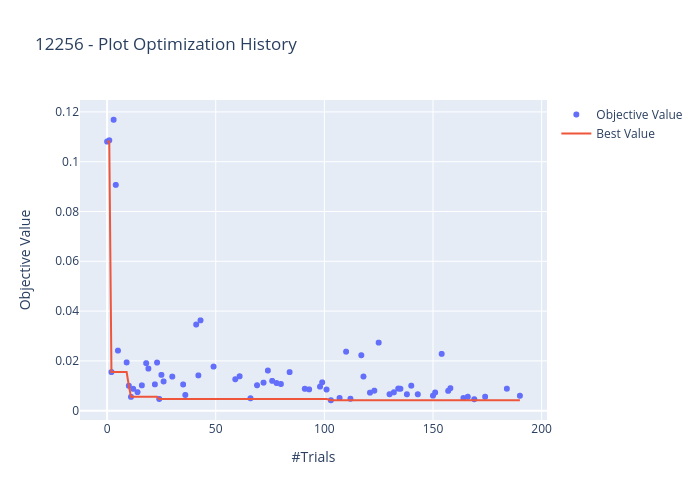 12256 - Plot Optimization History
Objective Value
Best Value
0.12
0.1
0.08
0.06
0.04
0.02
0
Objective Value
0
50
100
150
200
#Trials